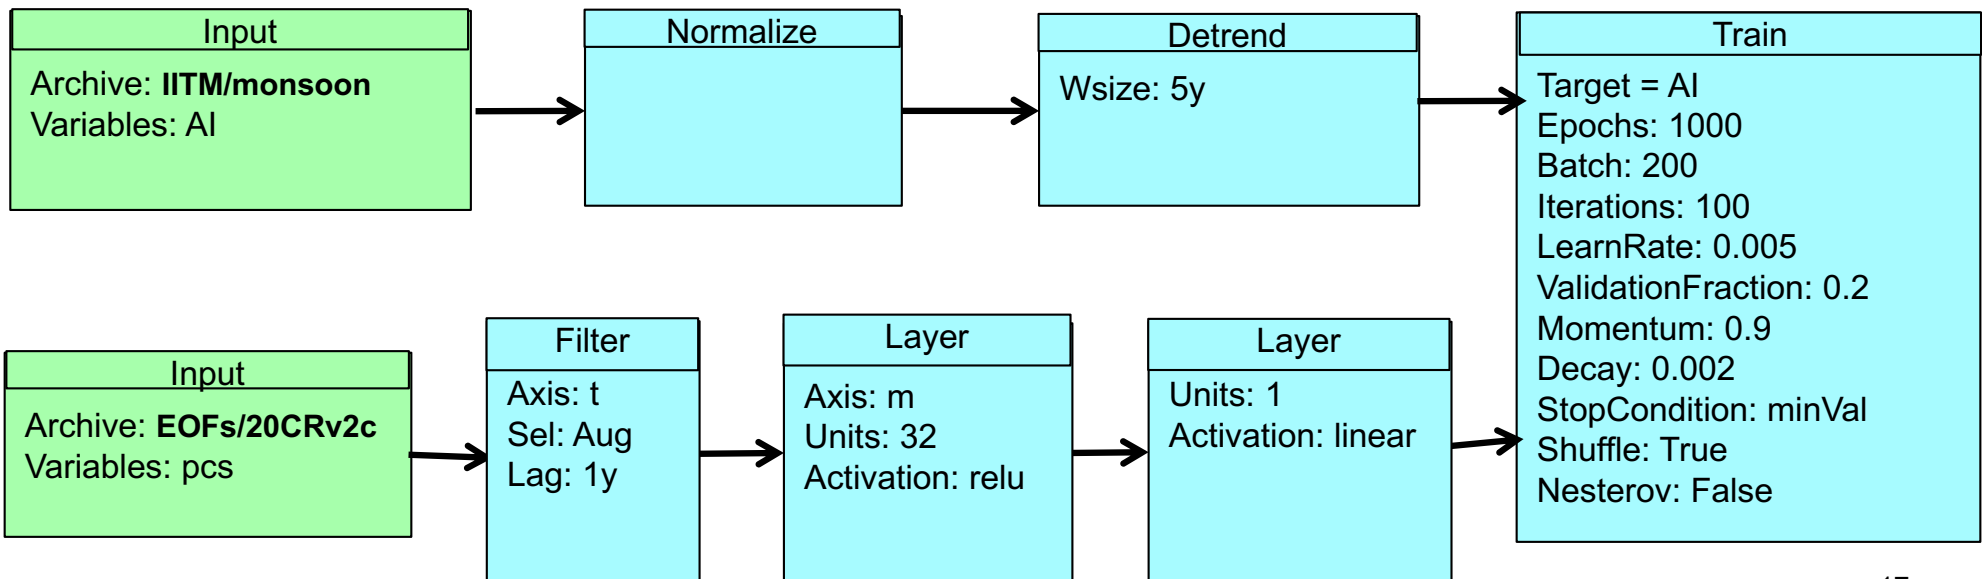 Input
Archive: IITM/monsoon
Variables: AI
Normalize
Detrend
Wsize: 5y
Train
Target = AI
Epochs: 1000
Batch: 200
Iterations: 100
LearnRate: 0.005
ValidationFraction: 0.2
Momentum: 0.9
Decay: 0.002
StopCondition: minVal
Shuffle: True
Nesterov: False
Input
Archive: EOFs/20CRv2c
Variables: pcs
Filter
Axis: t
Sel: Aug
Lag: 1y
Layer
Axis: m
Units: 32
Activation: relu
Layer
Units: 1
Activation: linear